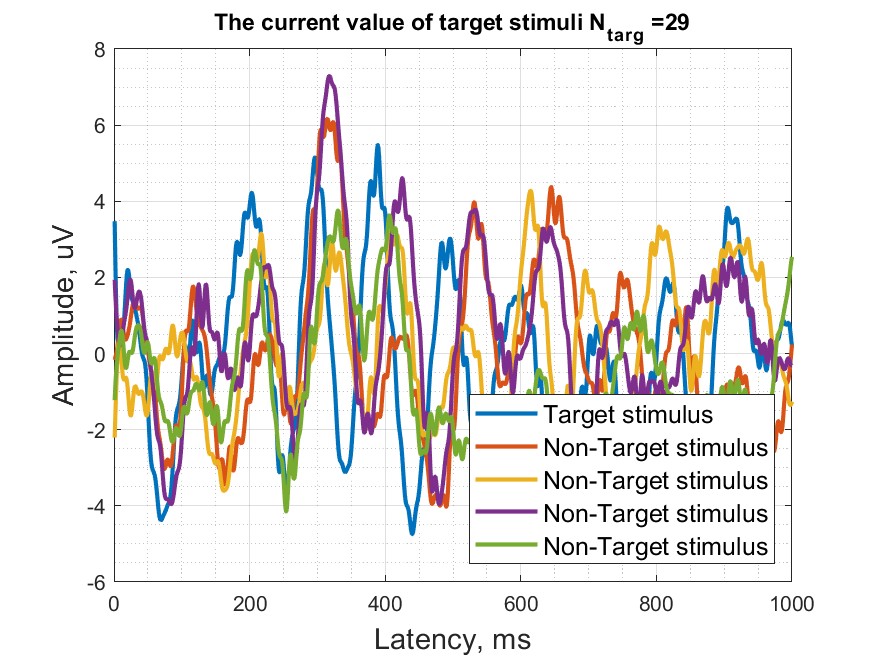 The current value of target stimuli N_targ =29
8
6
4
2
0
-2
-4
-6
Amplitude, uV
Target stimulus
Non-Target stimulus
Non-Target stimulus
Non-Target stimulus
Non-Target stimulus
0 200 400 600 800 1000
Latency, ms